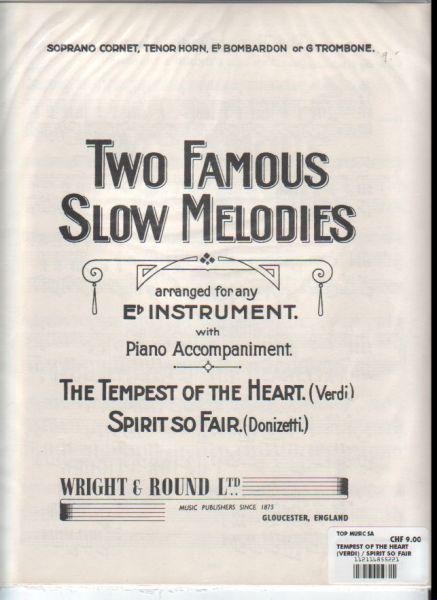 SOPRANO CORNET, TENOR HORN, E♭ BOMBARDON or G TROMBONE.
9.-
TWO FAMOUS
SLOW MELODIES
arranged for any
E♭ INSTRUMENT.
with
Piano Accompaniment.
THE TEMPEST OF THE HEART. (Verdi)
SPIRIT SO FAIR. (Donizetti.)
WRIGHT & ROUND LTD..
MUSIC PUBLISHERS SINCE 1875
GLOUCESTER, ENGLAND
TOP MUSIC SA CHF 9.00
TEMPEST OF THE HEART
(VERDI) / SPIRIT SO FAIR